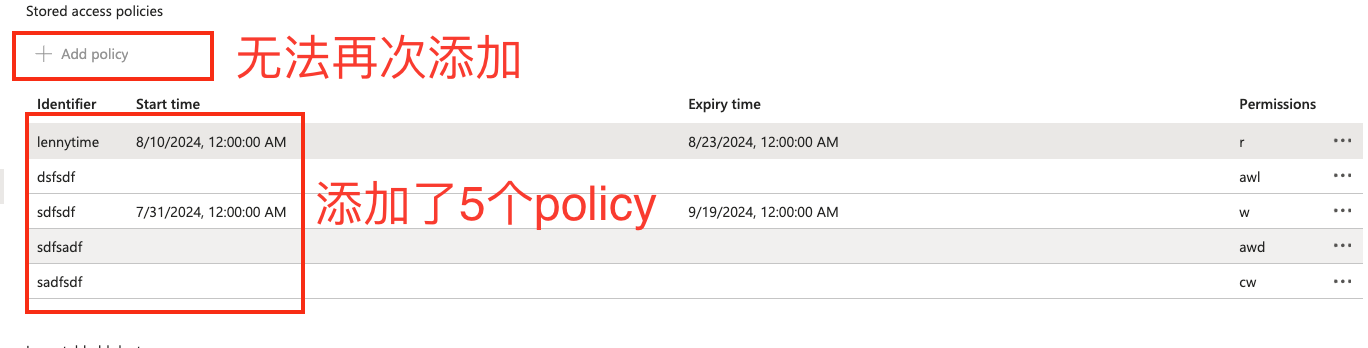 Stored access policies
Add policy
无法再次添加
Identifier Start time Expiry time Permissions
lennytime 8/10/2024, 12:00:00 AM 8/23/2024, 12:00:00 AM r
dsfsdf awl
sdfsdf 7/31/2024, 12:00:00 AM 9/19/2024, 12:00:00 AM w
添加了5个policy
sdfsadf awd
sadfsdf cw